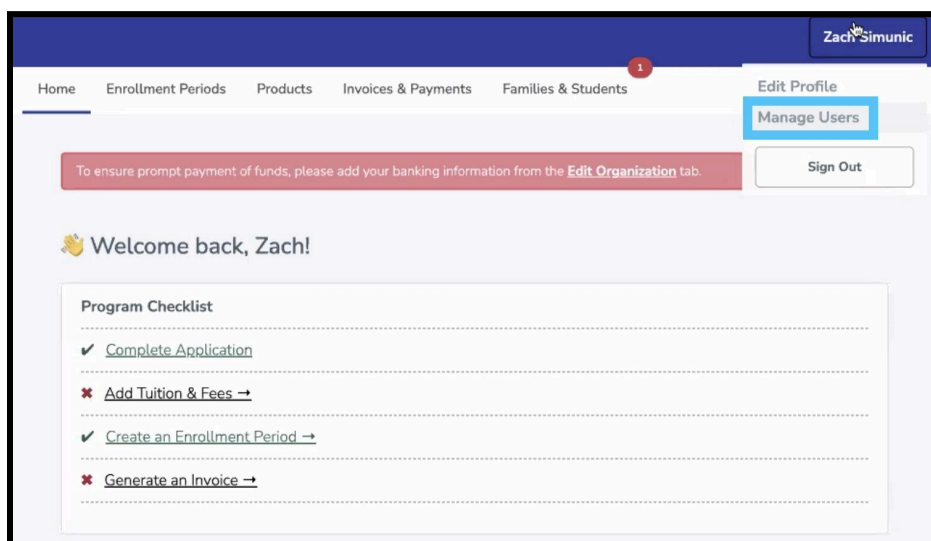 Zach Simunic
1
Home Enrollment Periods Products Invoices & Payments Families & Students
Edit Profile
Manage Users
Sign Out
To ensure prompt payment of funds, please add your banking information from the Edit Organization tab.
👋 Welcome back, Zach!
Program Checklist
✔ Complete Application
✖ Add Tuition & Fees →
✔ Create an Enrollment Period →
✖ Generate an Invoice →